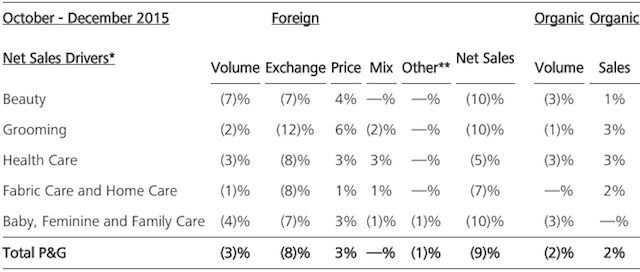 October - December 2015 Foreign Organic Organic
Net Sales Drivers* Volume Exchange Price Mix Other** Net Sales Volume Sales
Beauty (7)% (7)% 4% —% —% (10)% (3)% 1%
Grooming (2)% (12)% 6% (2)% —% (10)% (1)% 3%
Health Care (3)% (8)% 3% 3% —% (5)% (3)% 3%
Fabric Care and Home Care (1)% (8)% 1% 1% —% (7)% —% 2%
Baby, Feminine and Family Care (4)% (7)% 3% (1)% (1)% (10)% (3)% —%
Total P&G (3)% (8)% 3% —% (1)% (9)% (2)% 2%